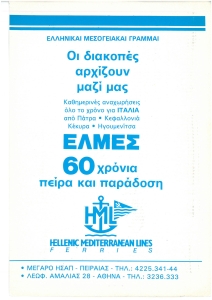 ΕΛΛΗΝΙΚΑΙ ΜΕΣΟΓΕΙΑΚΑΙ ΓΡΑΜΜΑΙ
Οι διακοπές
αρχίζουν
μαζί μας
Καθημερινές αναχωρήσεις
όλο το χρόνο για ΙΤΑΛΙΑ
από Πάτρα • Κεφαλλονιά
Κέρκυρα • Ηγουμενίτσα
ΕΛΜΕΣ
60 χρόνια
πείρα και παράδοση
HML
HELLENIC MEDITERRANEAN LINES
FERRIES
• ΜΕΓΑΡΟ ΗΣΑΠ - ΠΕΙΡΑΙΑΣ - ΤΗΛ.: 4225.341-44
• ΛΕΩΦ. ΑΜΑΛΙΑΣ 28 - ΑΘΗΝΑ - ΤΗΛ.: 3236.333